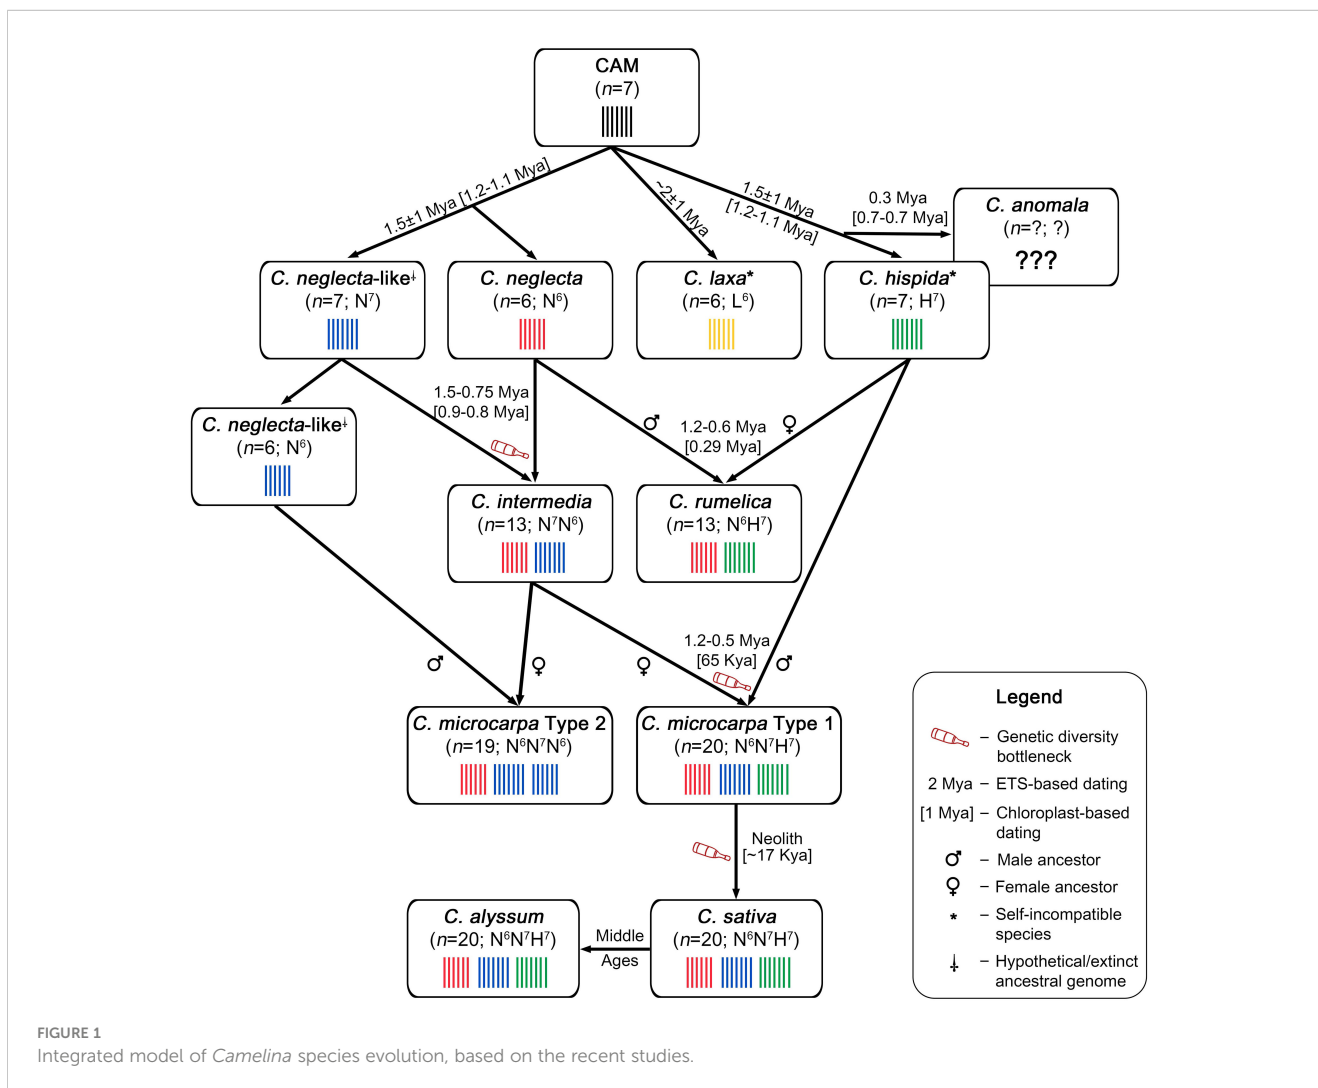 CAM
(n=7)
1.5±1 Mya [1.2-1.1 Mya]
~2±1 Mya
1.5±1 Mya
[1.2-1.1 Mya]
0.3 Mya
[0.7-0.7 Mya]
C. anomala
(n=?; ?)
???
C. neglecta-like⸸
(n=7; N⁷)
C. neglecta
(n=6; N⁶)
C. laxa*
(n=6; L⁶)
C. hispida*
(n=7; H⁷)
C. neglecta-like⸸
(n=6; N⁶)
1.5-0.75 Mya
[0.9-0.8 Mya]
♂
1.2-0.6 Mya
[0.29 Mya]
♀
C. intermedia
(n=13; N⁷N⁶)
C. rumelica
(n=13; N⁶H⁷)
♂
♀
♀
1.2-0.5 Mya
[65 Kya]
♂
C. microcarpa Type 2
(n=19; N⁶N⁷N⁶)
C. microcarpa Type 1
(n=20; N⁶N⁷H⁷)
Neolith
[~17 Kya]
C. alyssum
(n=20; N⁶N⁷H⁷)
Middle
Ages
C. sativa
(n=20; N⁶N⁷H⁷)
Legend
– Genetic diversity
bottleneck
2 Mya – ETS-based dating
[1 Mya] – Chloroplast-based
dating
♂ – Male ancestor
♀ – Female ancestor
* – Self-incompatible
species
⸸ – Hypothetical/extinct
ancestral genome
FIGURE 1
Integrated model of Camelina species evolution, based on the recent studies.